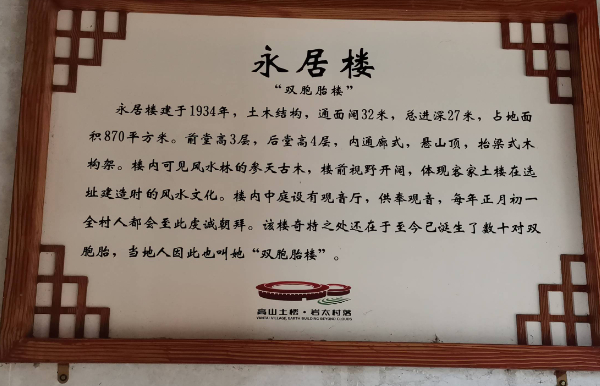 永居楼
“双胞胎楼”
永居楼建于1934年，土木结构，通面阔32米，总进深27米，占地面
积870平方米。前堂高3层，后堂高4层，内通廊式，悬山顶，抬梁式木
构架。楼内可见风水林的参天古木，楼前视野开阔，体现客家土楼在选
址建造时的风水文化。楼内中庭设有观音厅，供奉观音，每年正月初一
全村人都会至此虔诚朝拜。该楼奇特之处还在于至今已诞生了数十对双
胞胎，当地人因此也叫她“双胞胎楼”。
高山土楼·岩太村落
YANTAI VILLAGE EARTH BUILDING BEYOND CLOUDS